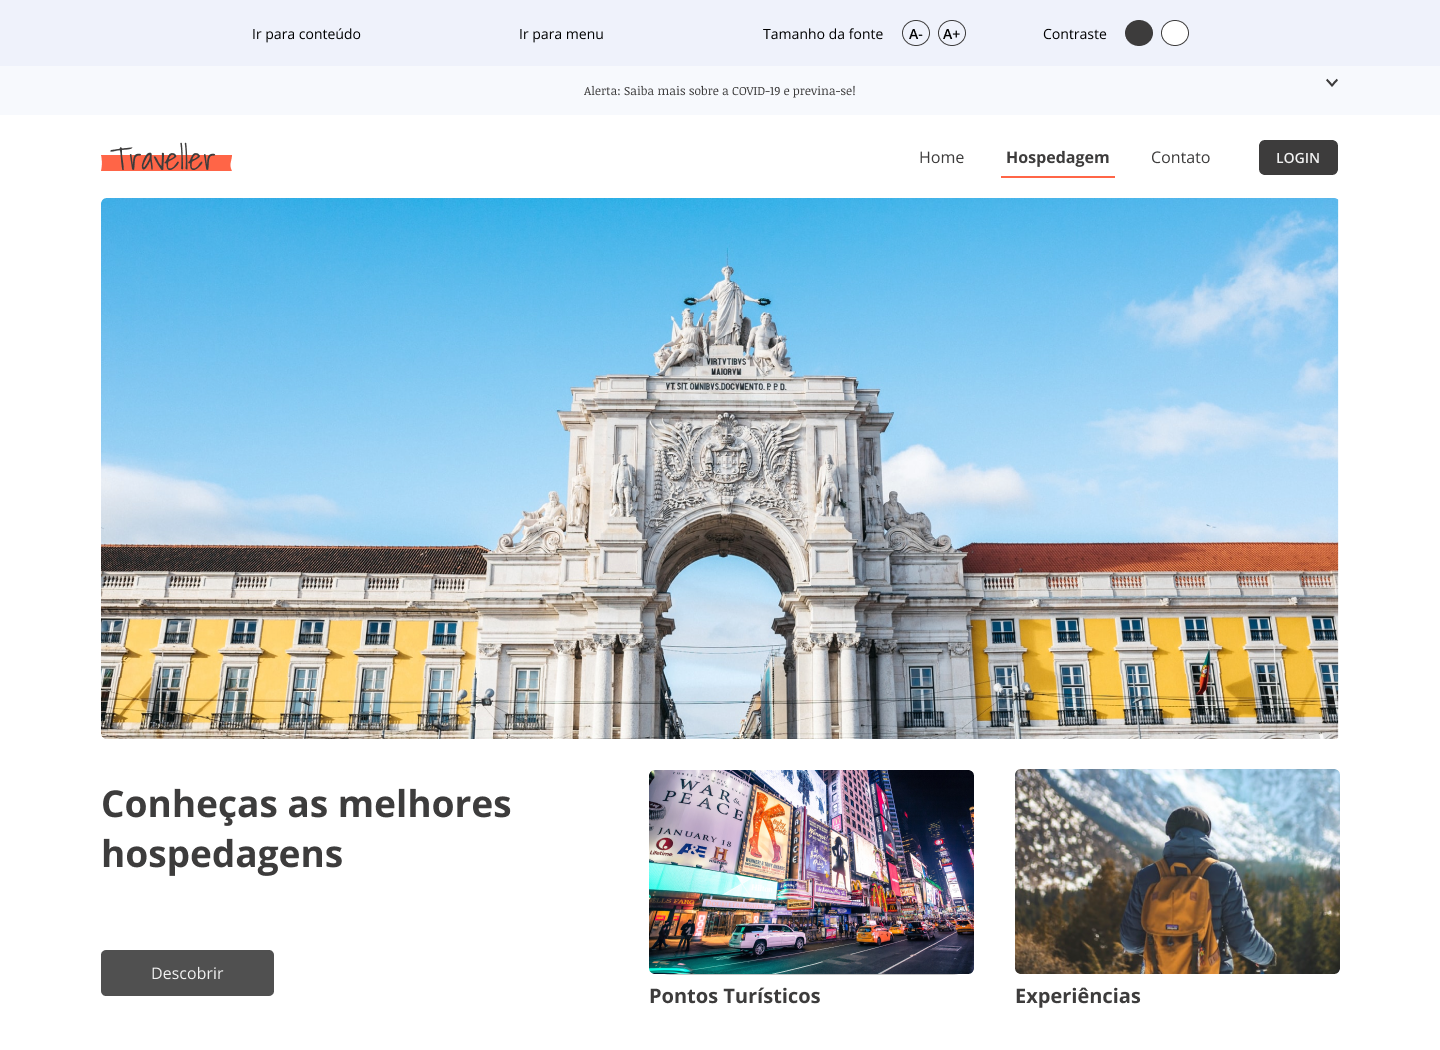 Ir para conteúdo
Ir para menu
Tamanho da fonte
A-
A+
Contraste
Alerta: Saiba mais sobre a COVID-19 e previna-se!
Traveller
Home
Hospedagem
Contato
LOGIN
VIRTVTIBVS
MAIORVM
VT. SIT. OMNIBVS. DOCVMENTO. P. P. D.
Conheças as melhores
hospedagens
Descobrir
WAR &
PEACE
JANUARY 18
Lifetime
A&E
H
Pontos Turísticos
Experiências